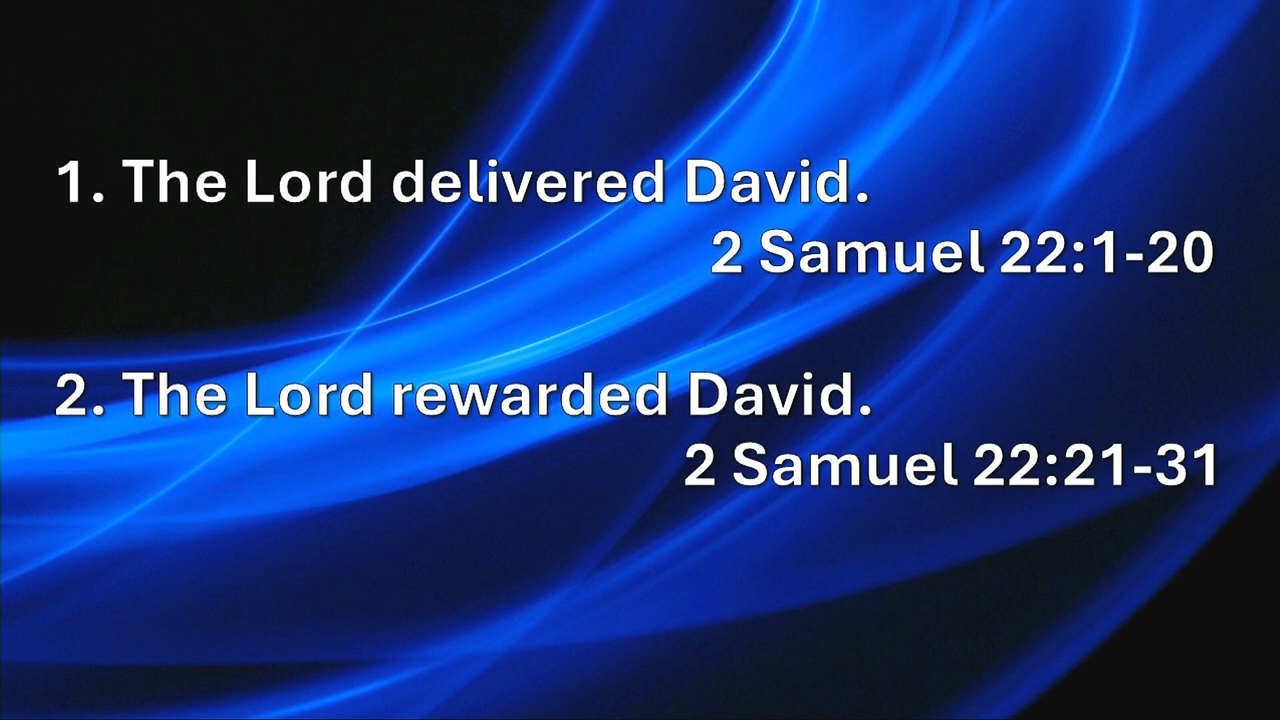 1. The Lord delivered David.
2 Samuel 22:1-20
2. The Lord rewarded David.
2 Samuel 22:21-31